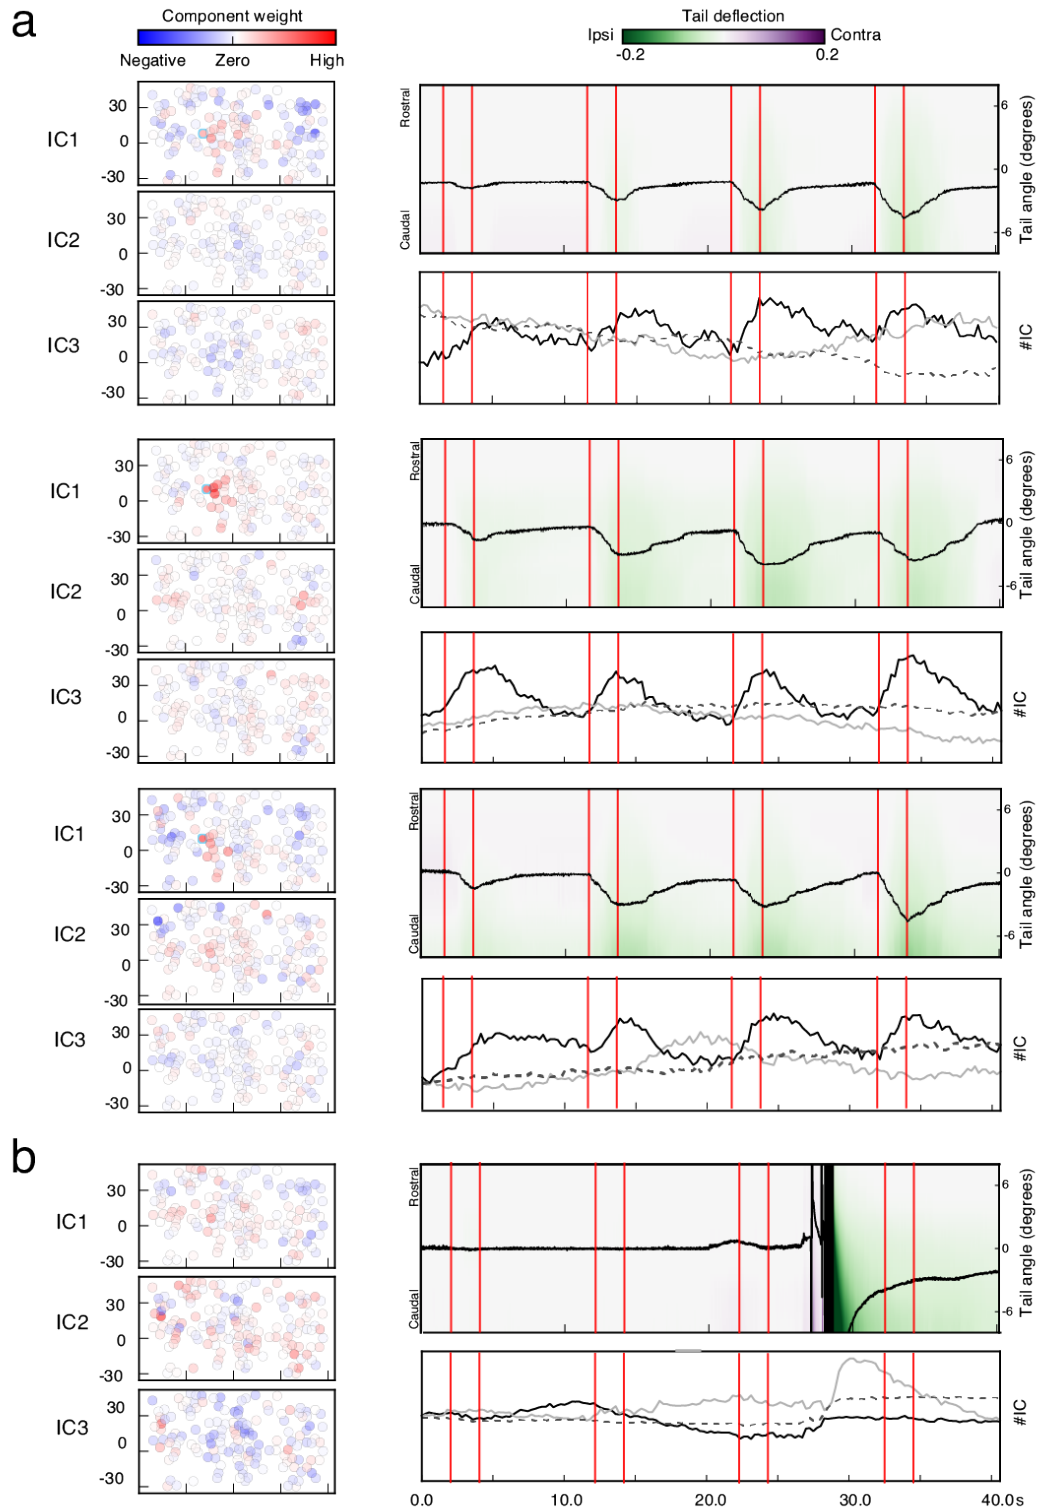 a
Component weight
Negative Zero High
Tail deflection
Ipsi Contra
-0.2 0.2
IC1
30
0
-30
IC2
30
0
-30
IC3
30
0
-30
Rostral
Caudal
6
0
-6
Tail angle (degrees)
#IC
IC1
30
0
-30
IC2
30
0
-30
IC3
30
0
-30
Rostral
Caudal
6
0
-6
Tail angle (degrees)
#IC
IC1
30
0
-30
IC2
30
0
-30
IC3
30
0
-30
Rostral
Caudal
6
0
-6
Tail angle (degrees)
#IC
b
IC1
30
0
-30
IC2
30
0
-30
IC3
30
0
-30
Rostral
Caudal
6
0
-6
Tail angle (degrees)
#IC
0.0 10.0 20.0 30.0 40.0s